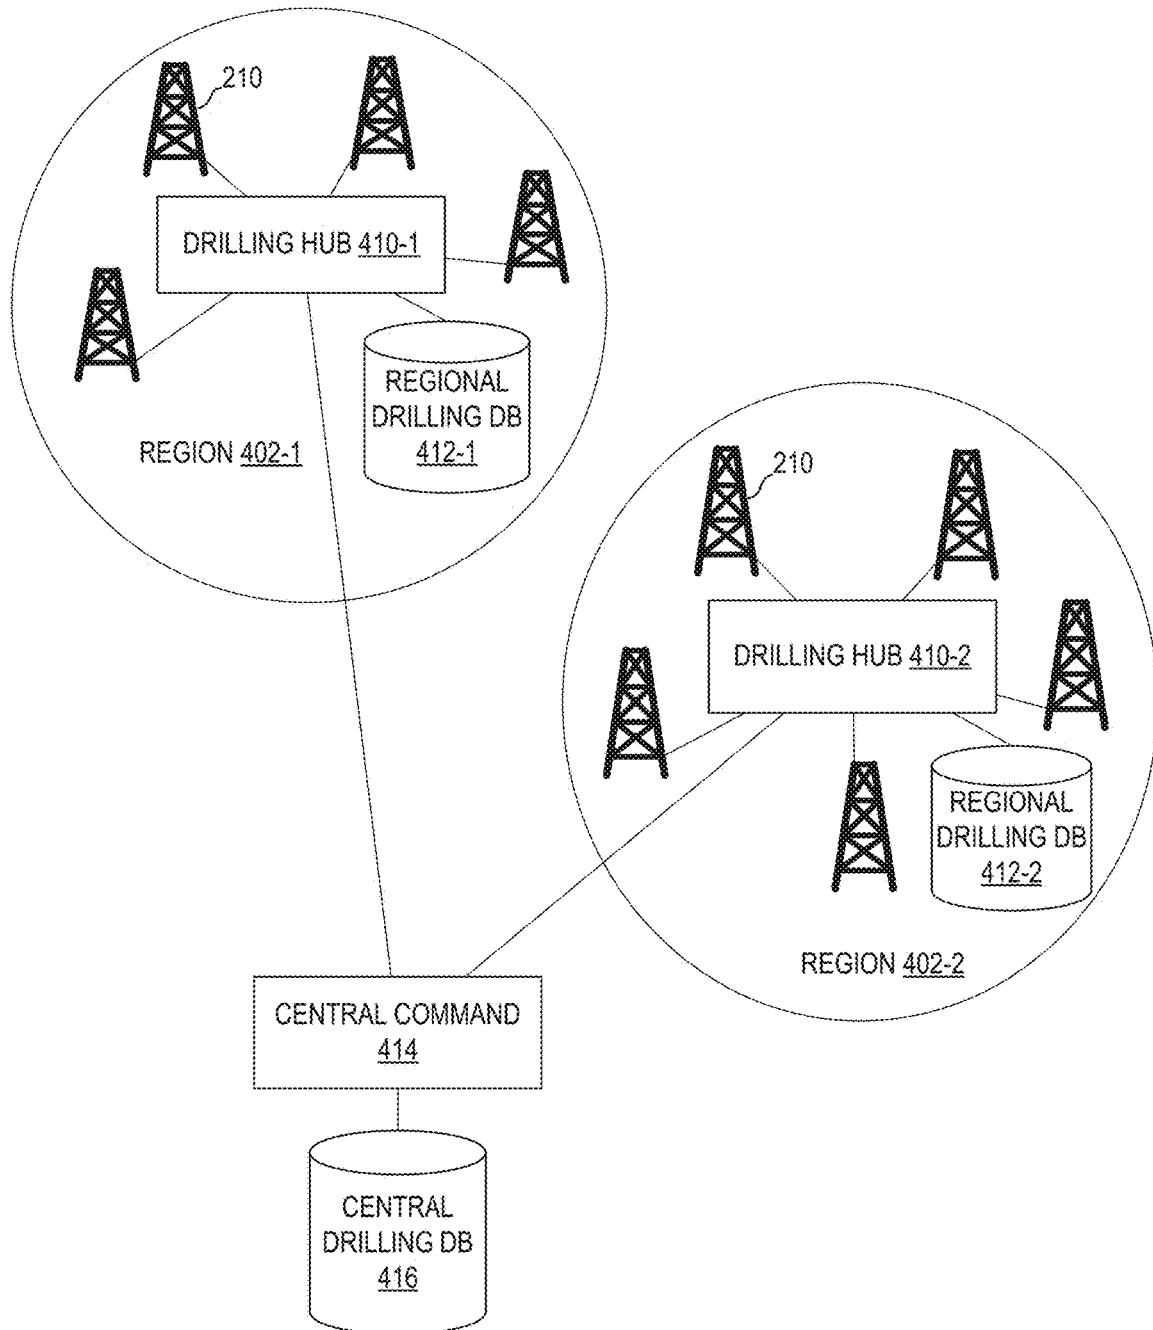 210
DRILLING HUB 410-1
REGIONAL
DRILLING DB
412-1
REGION 402-1
210
DRILLING HUB 410-2
REGIONAL
DRILLING DB
412-2
REGION 402-2
CENTRAL COMMAND
414
CENTRAL
DRILLING DB
416